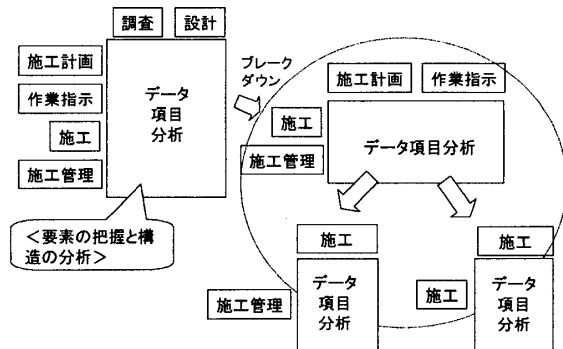 調査
設計
施工計画
作業指示
施工
施工管理
データ
項目
分析
<要素の把握と構
造の分析>
ブレーク
ダウン
施工計画
作業指示
施工
施工管理
データ項目分析
施工
施工管理
データ
項目
分析
施工
施工
データ
項目
分析